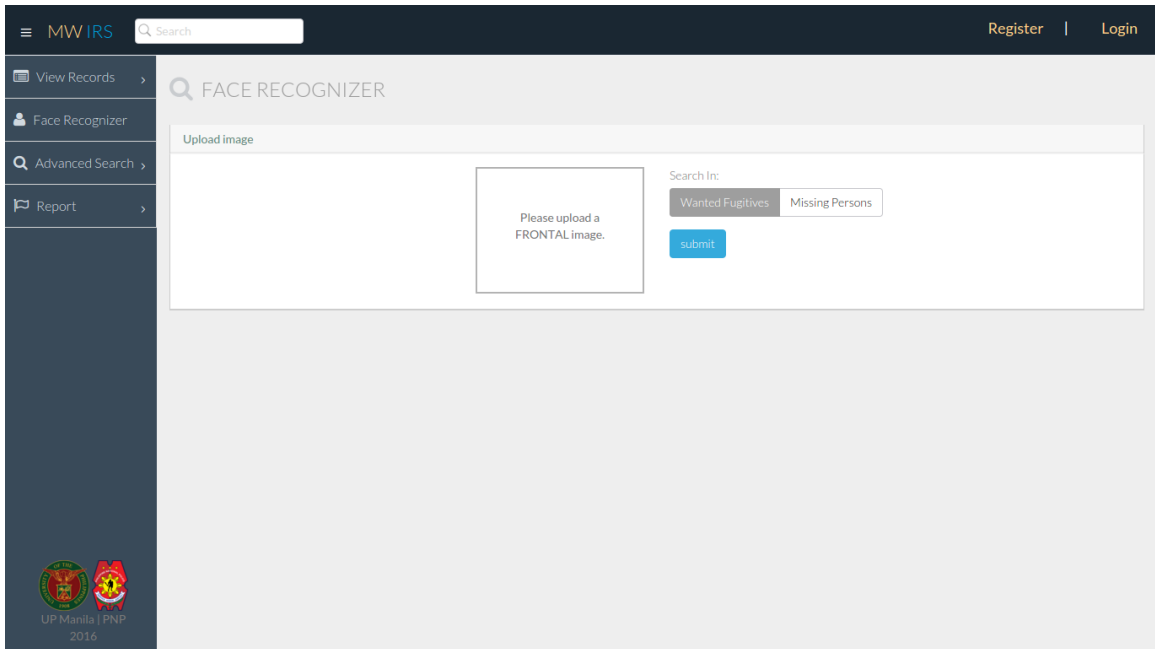 MW IRS
Search
Register | Login
View Records
Face Recognizer
Advanced Search
Report
FACE RECOGNIZER
Upload image
Please upload a
FRONTAL image.
Search In:
Wanted Fugitives
Missing Persons
submit
UP Manila | PNP
2016